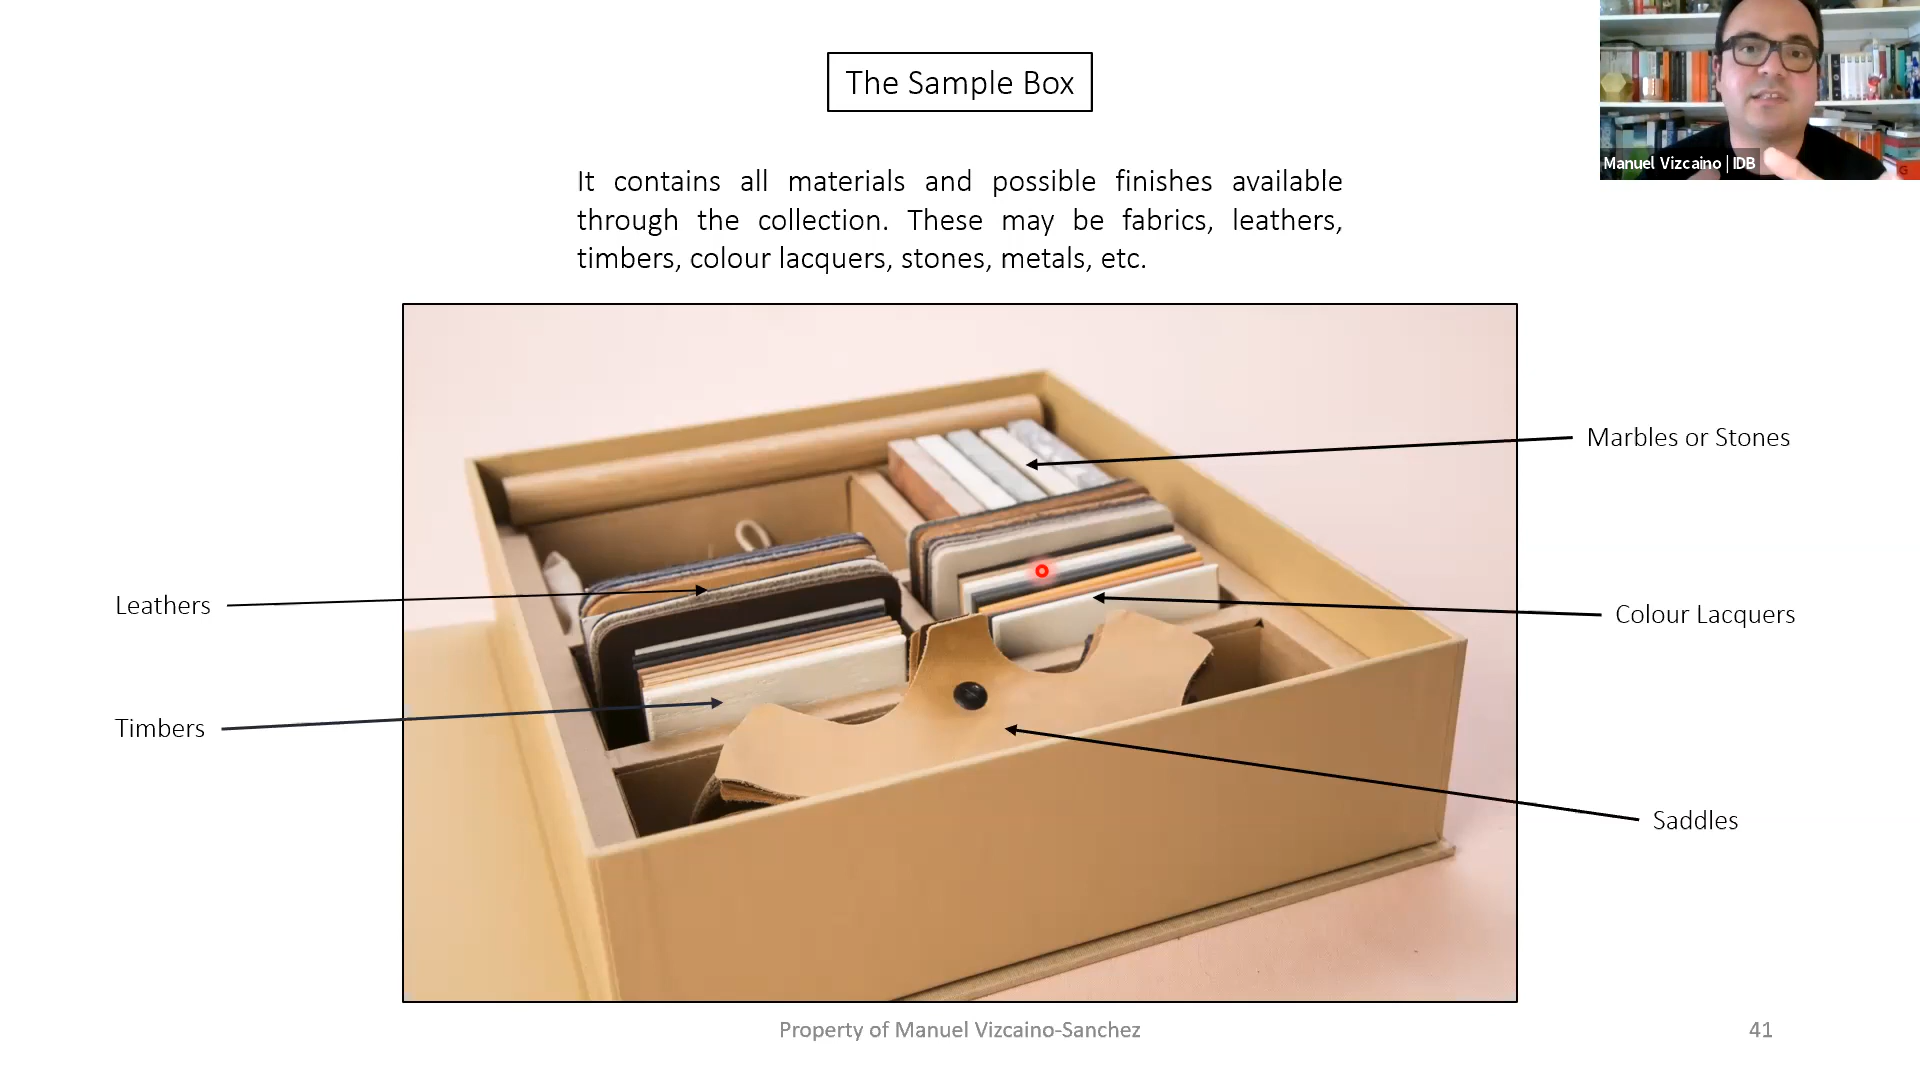 The Sample Box
Manuel Vizcaino | IDB
It contains all materials and possible finishes available
through the collection. These may be fabrics, leathers,
timbers, colour lacquers, stones, metals, etc.
Marbles or Stones
Leathers
Colour Lacquers
Timbers
Saddles
Property of Manuel Vizcaino-Sanchez
41